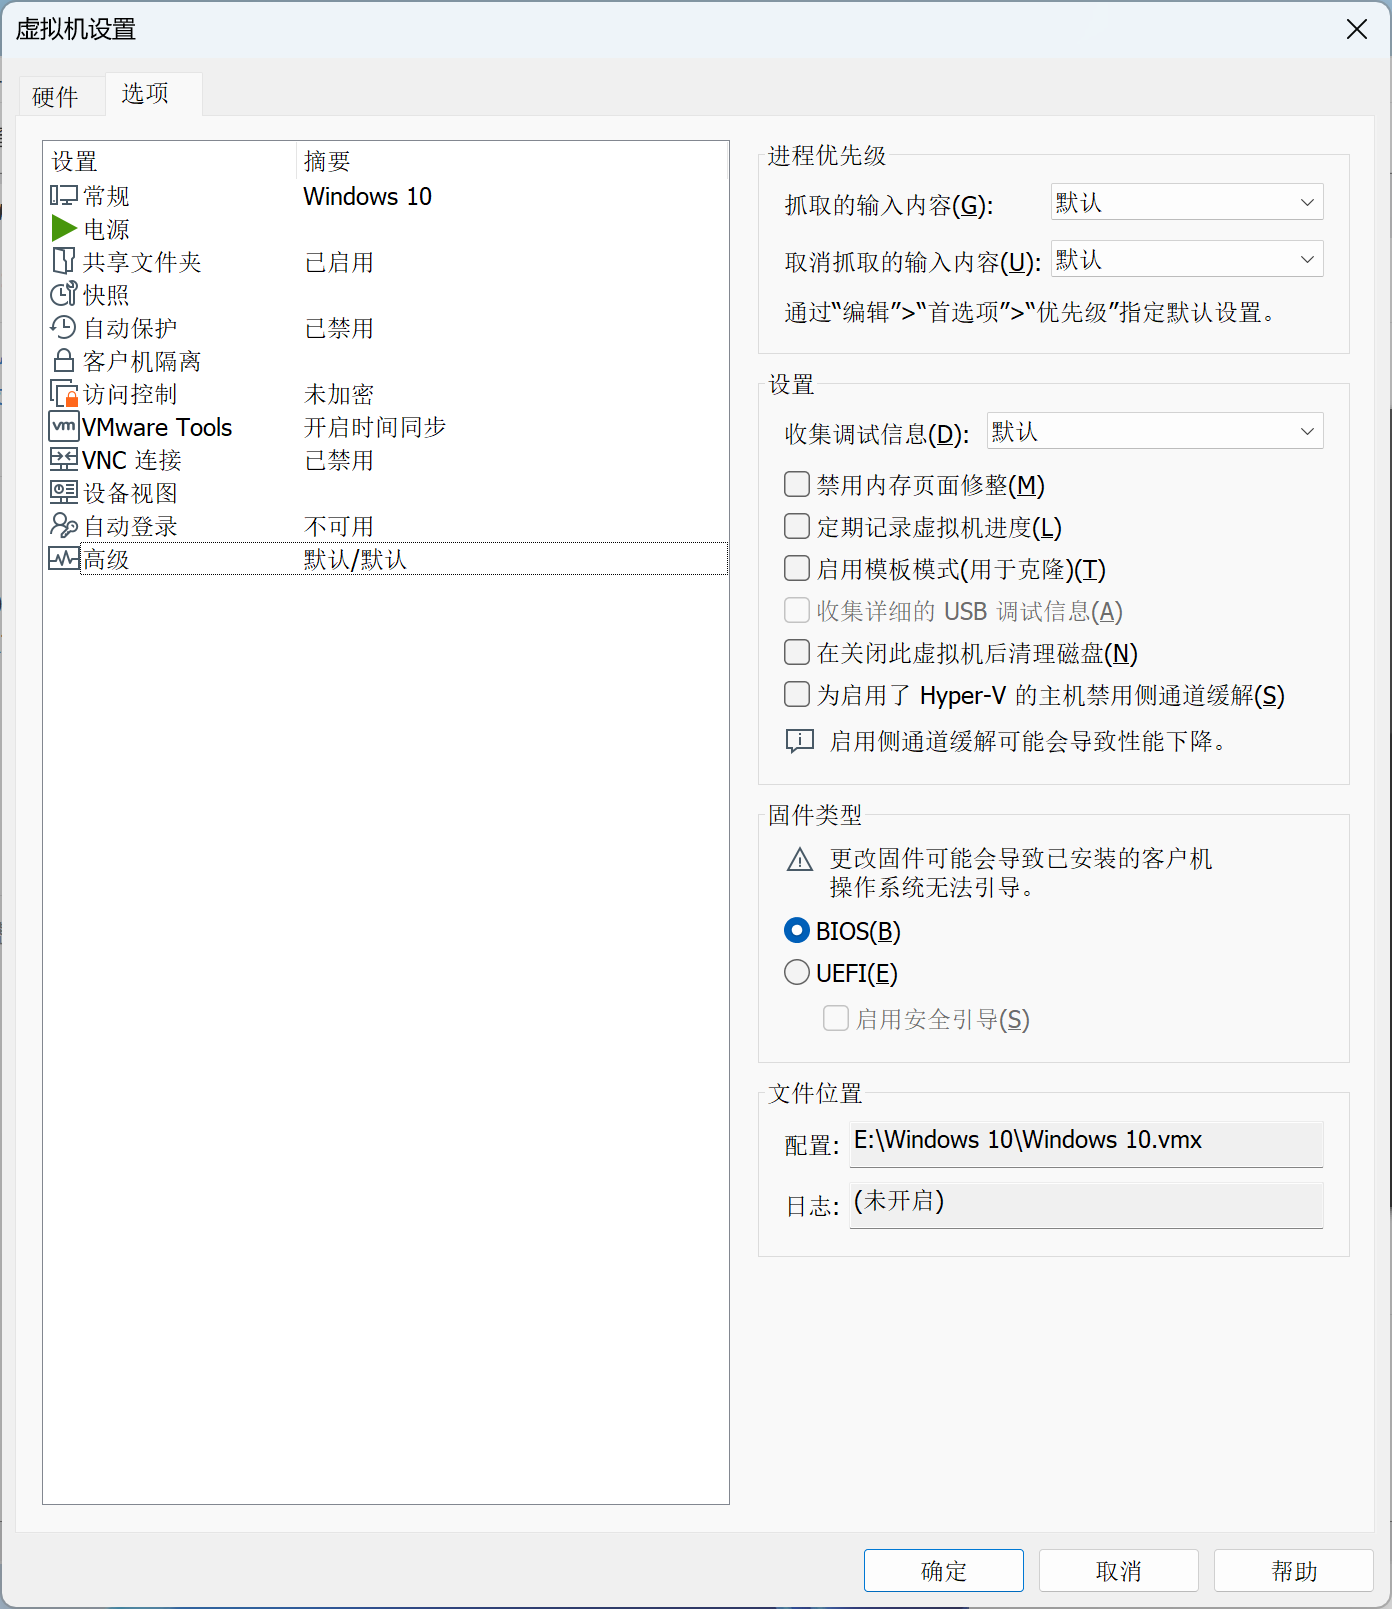 虚拟机设置
硬件
选项
设置 摘要
常规 Windows 10
电源
共享文件夹 已启用
快照
自动保护 已禁用
客户机隔离
访问控制 未加密
vm VMware Tools 开启时间同步
VNC 连接 已禁用
设备视图
自动登录 不可用
高级 默认/默认
进程优先级
抓取的输入内容(G): 默认
取消抓取的输入内容(U): 默认
通过“编辑”>“首选项”>“优先级”指定默认设置。
设置
收集调试信息(D): 默认
禁用内存页面修整(M)
定期记录虚拟机进度(L)
启用模板模式(用于克隆)(T)
收集详细的 USB 调试信息(A)
在关闭此虚拟机后清理磁盘(N)
为启用了 Hyper-V 的主机禁用侧通道缓解(S)
启用侧通道缓解可能会导致性能下降。
固件类型
更改固件可能会导致已安装的客户机
操作系统无法引导。
BIOS(B)
UEFI(E)
启用安全引导(S)
文件位置
配置: E:\Windows 10\Windows 10.vmx
日志: (未开启)
确定 取消 帮助